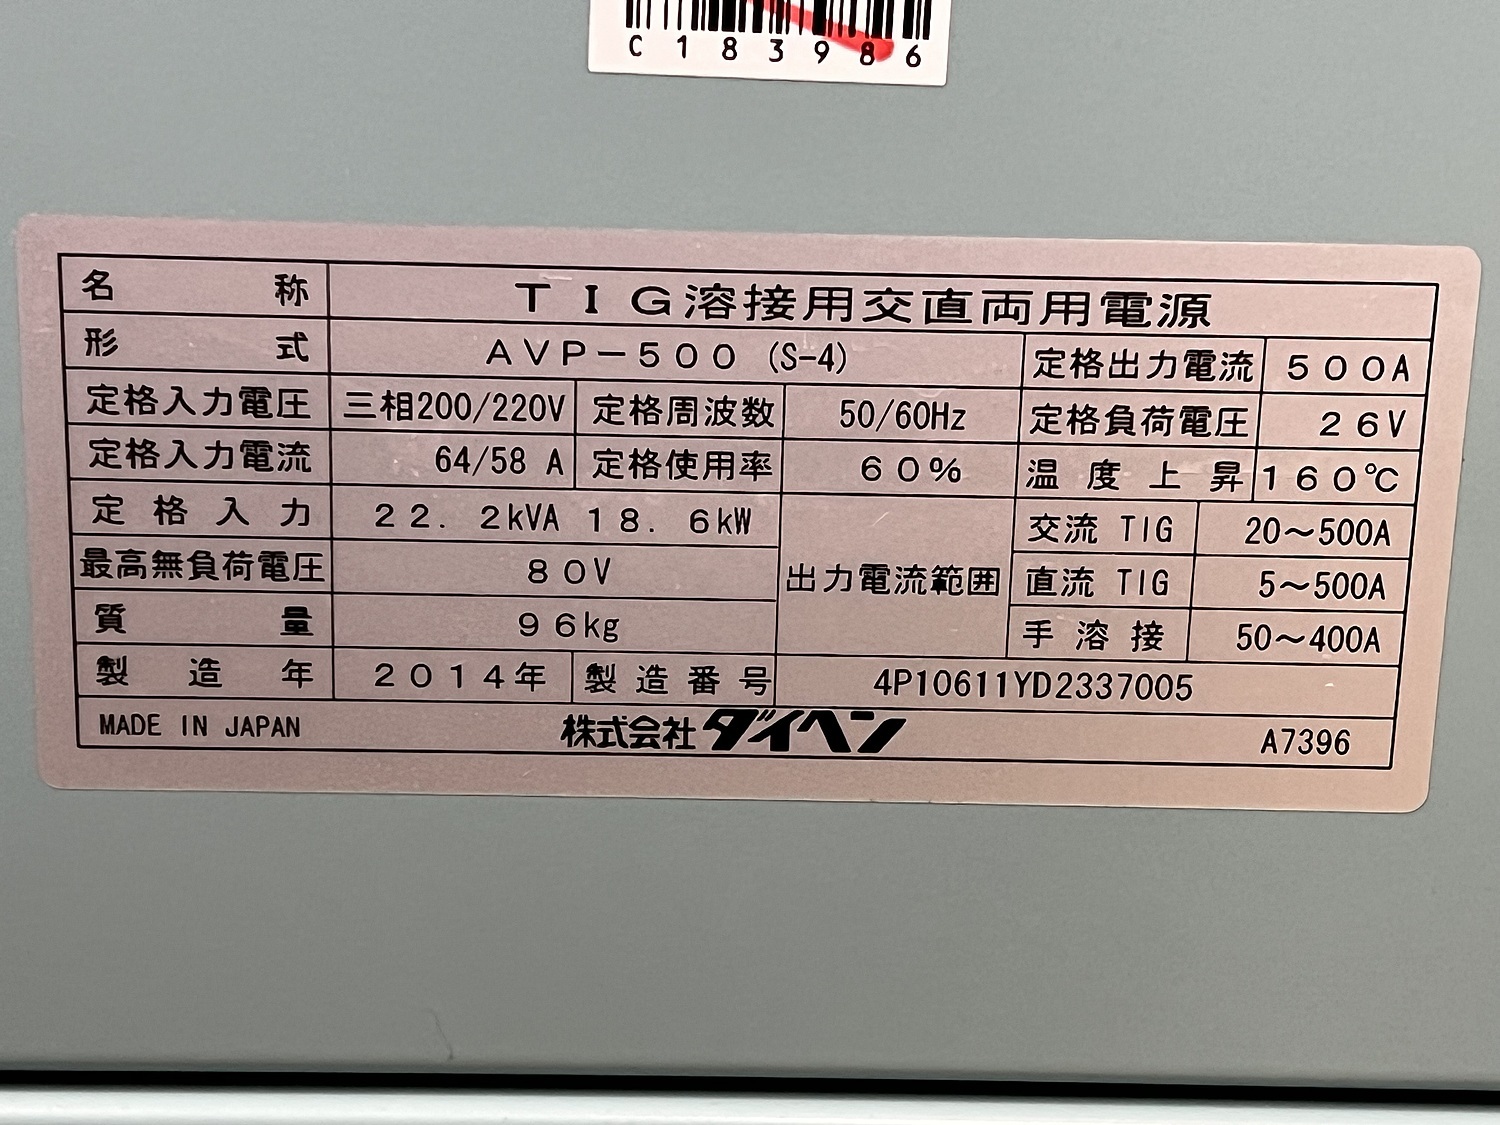 C183986
名称 TIG溶接用交直両用電源
形式 AVP-500 (S-4) 定格出力電流 500A
定格入力電圧 三相200/220V 定格周波数 50/60Hz 定格負荷電圧 26V
定格入力電流 64/58 A 定格使用率 60% 温度上昇 160℃
定格入力 22.2kVA 18.6kW 出力電流範囲 交流 TIG 20～500A
最高無負荷電圧 80V 直流 TIG 5～500A
質量 96kg 手溶接 50～400A
製造年 2014年 製造番号 4P10611YD2337005
MADE IN JAPAN 株式会社ダイヘン A7396